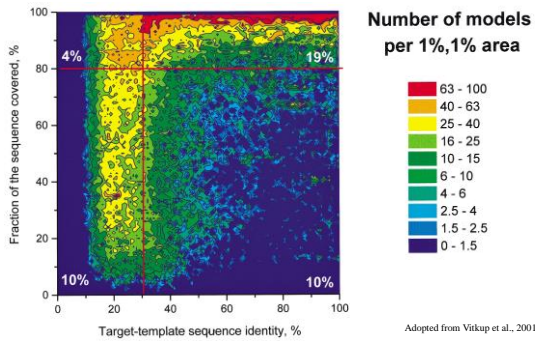 Number of models
per 1%,1% area
Fraction of the sequence covered, %
100
80
60
40
20
0
4%
19%
10%
10%
0
20
40
60
80
100
Target-template sequence identity, %
63 - 100
40 - 63
25 - 40
16 - 25
10 - 15
6 - 10
4 - 6
2.5 - 4
1.5 - 2.5
0 - 1.5
Adopted from Vitkup et al., 2001